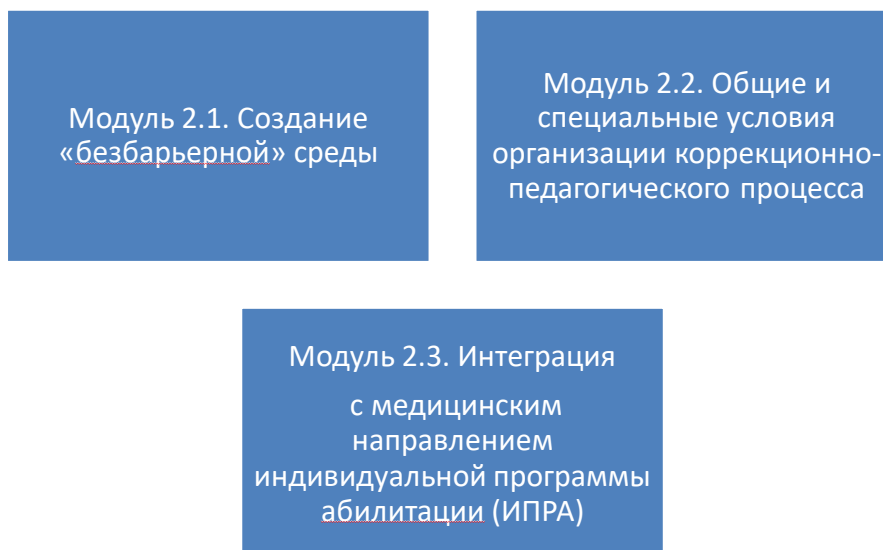 Модуль 2.1. Создание
«безбарьерной» среды
Модуль 2.2. Общие и
специальные условия
организации коррекционно-
педагогического процесса
Модуль 2.3. Интеграция
с медицинским
направлением
индивидуальной программы
абилитации (ИПРА)